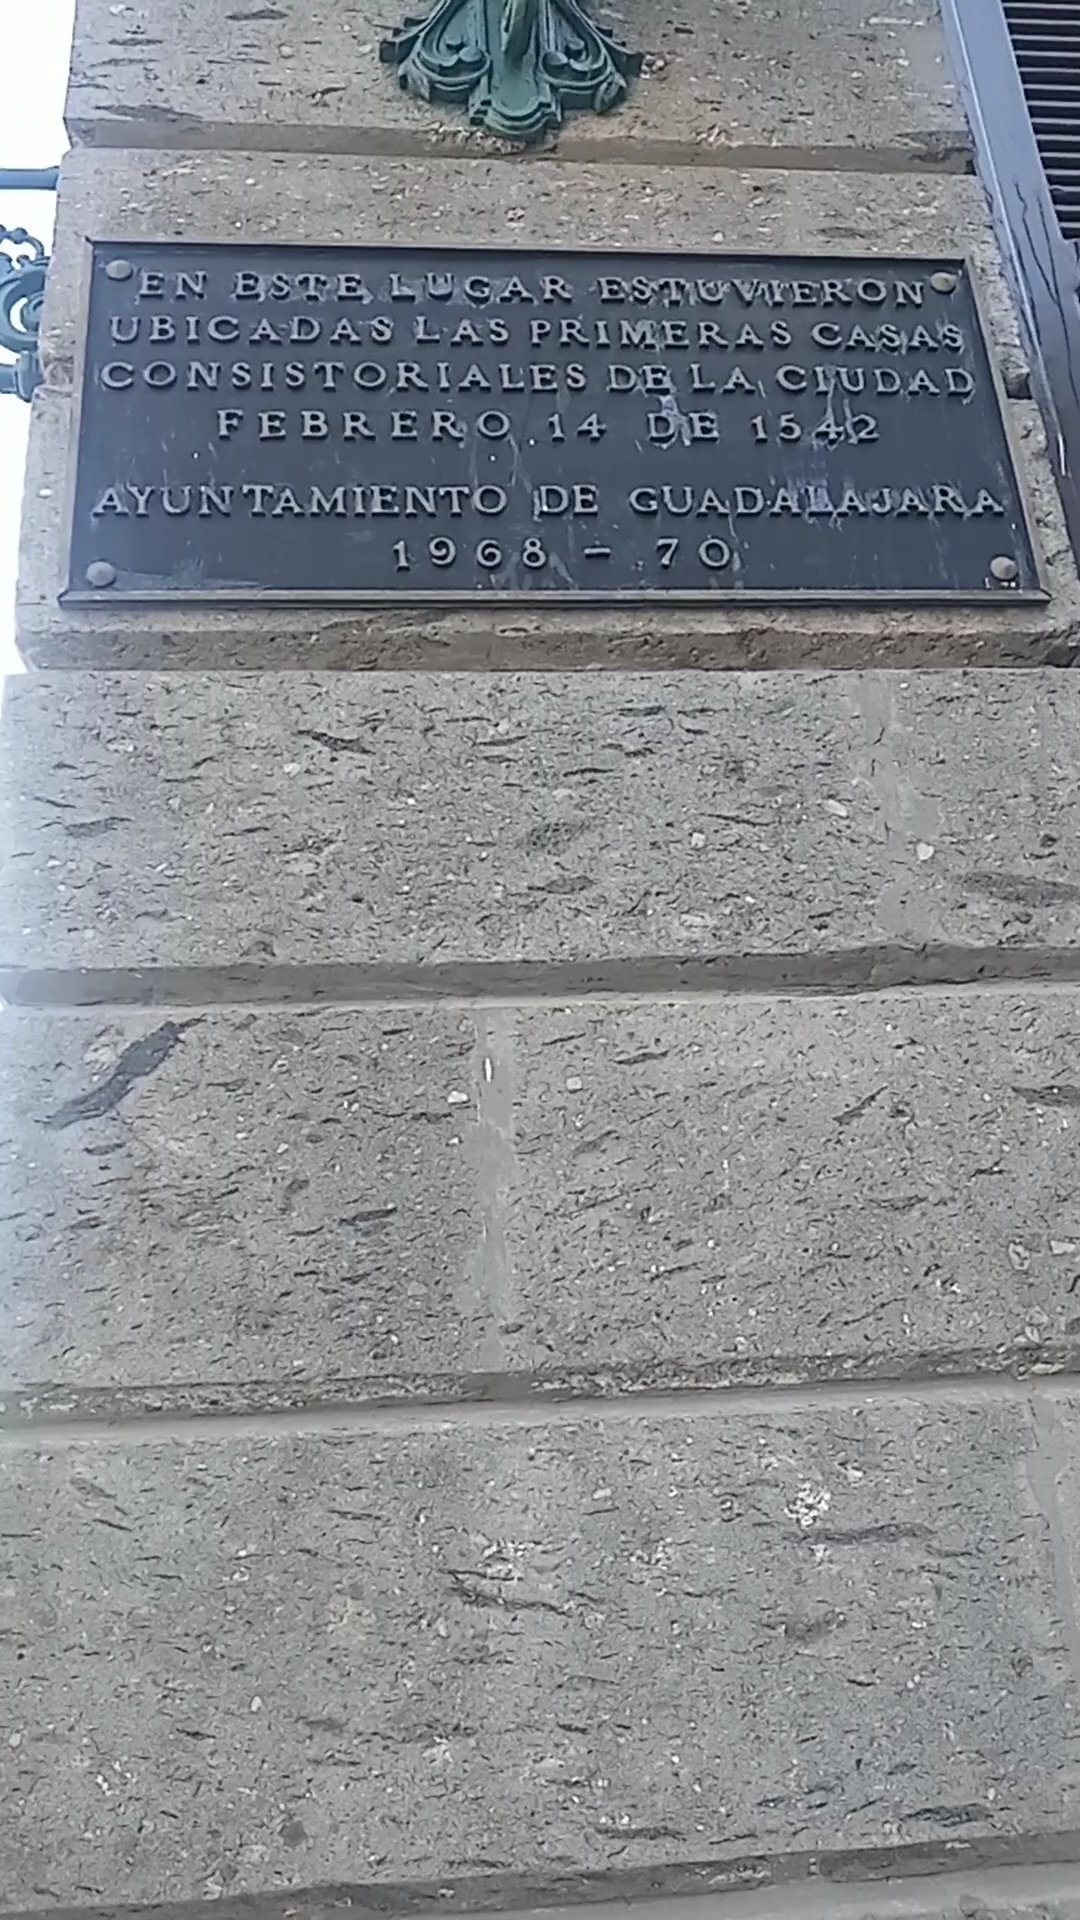 EN ESTE LUGAR ESTUVIERON
UBICADAS LAS PRIMERAS CASAS
CONSISTORIALES DE LA CIUDAD
FEBRERO 14 DE 1542
AYUNTAMIENTO DE GUADALAJARA
1968 - 70